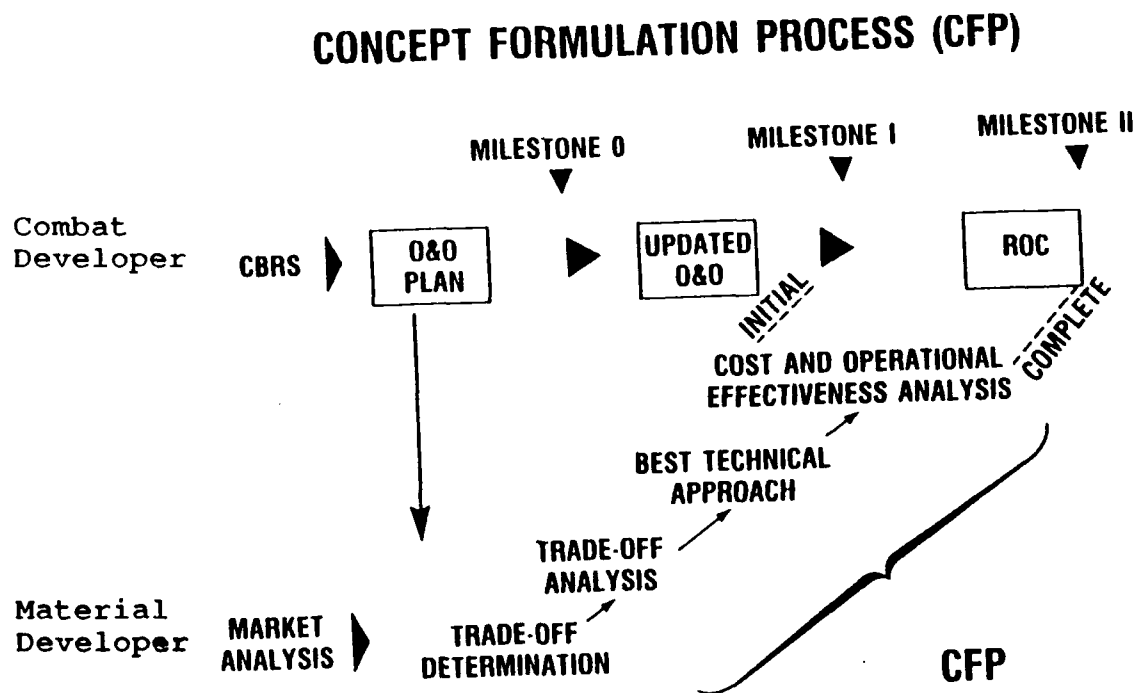 CONCEPT FORMULATION PROCESS (CFP)
MILESTONE 0
MILESTONE I
MILESTONE II
Combat
Developer
CBRS
O&O
PLAN
UPDATED
O&O
ROC
INITIAL
COMPLETE
COST AND OPERATIONAL
EFFECTIVENESS ANALYSIS
BEST TECHNICAL
APPROACH
TRADE-OFF
ANALYSIS
Material
Developer
MARKET
ANALYSIS
TRADE-OFF
DETERMINATION
CFP